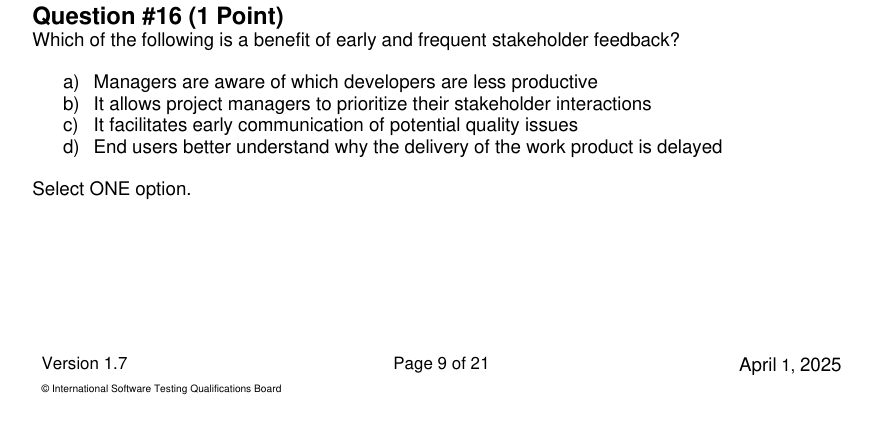 Question #16 (1 Point)
Which of the following is a benefit of early and frequent stakeholder feedback?
a) Managers are aware of which developers are less productive
b) It allows project managers to prioritize their stakeholder interactions
c) It facilitates early communication of potential quality issues
d) End users better understand why the delivery of the work product is delayed
Select ONE option.
Version 1.7 Page 9 of 21 April 1, 2025
© International Software Testing Qualifications Board